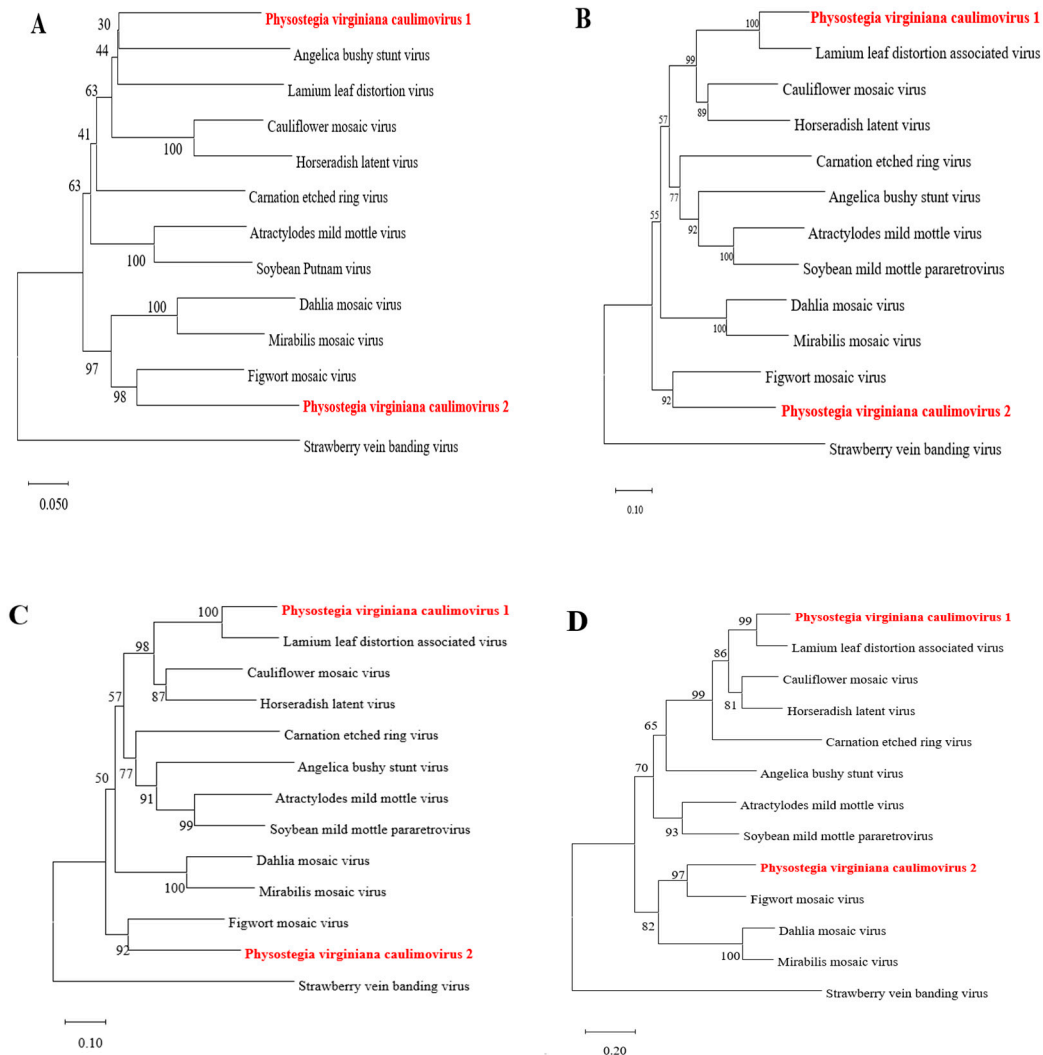 A
30
Physostegia virginiana caulimovirus 1
44
Angelica bushy stunt virus
63
Lamium leaf distortion virus
Cauliflower mosaic virus
41
100
Horseradish latent virus
63
Carnation etched ring virus
Atractylodes mild mottle virus
100
Soybean Putnam virus
100
Dahlia mosaic virus
Mirabilis mosaic virus
97
Figwort mosaic virus
98
Physostegia virginiana caulimovirus 2
Strawberry vein banding virus
0.050
B
Physostegia virginiana caulimovirus 1
100
Lamium leaf distortion associated virus
99
Cauliflower mosaic virus
89
57
Horseradish latent virus
Carnation etched ring virus
77
Angelica bushy stunt virus
55
92
Atractylodes mild mottle virus
100
Soybean mild mottle pararetrovirus
Dahlia mosaic virus
100
Mirabilis mosaic virus
Figwort mosaic virus
92
Physostegia virginiana caulimovirus 2
Strawberry vein banding virus
0.10
C
100
Physostegia virginiana caulimovirus 1
Lamium leaf distortion associated virus
98
Cauliflower mosaic virus
57
87
Horseradish latent virus
Carnation etched ring virus
77
Angelica bushy stunt virus
50
91
Atractylodes mild mottle virus
99
Soybean mild mottle pararetrovirus
Dahlia mosaic virus
100
Mirabilis mosaic virus
Figwort mosaic virus
92
Physostegia virginiana caulimovirus 2
Strawberry vein banding virus
0.10
D
99
Physostegia virginiana caulimovirus 1
Lamium leaf distortion associated virus
86
Cauliflower mosaic virus
99
81
Horseradish latent virus
65
Carnation etched ring virus
70
Angelica bushy stunt virus
Atractylodes mild mottle virus
93
Soybean mild mottle pararetrovirus
Physostegia virginiana caulimovirus 2
97
Figwort mosaic virus
82
Dahlia mosaic virus
100
Mirabilis mosaic virus
Strawberry vein banding virus
0.20